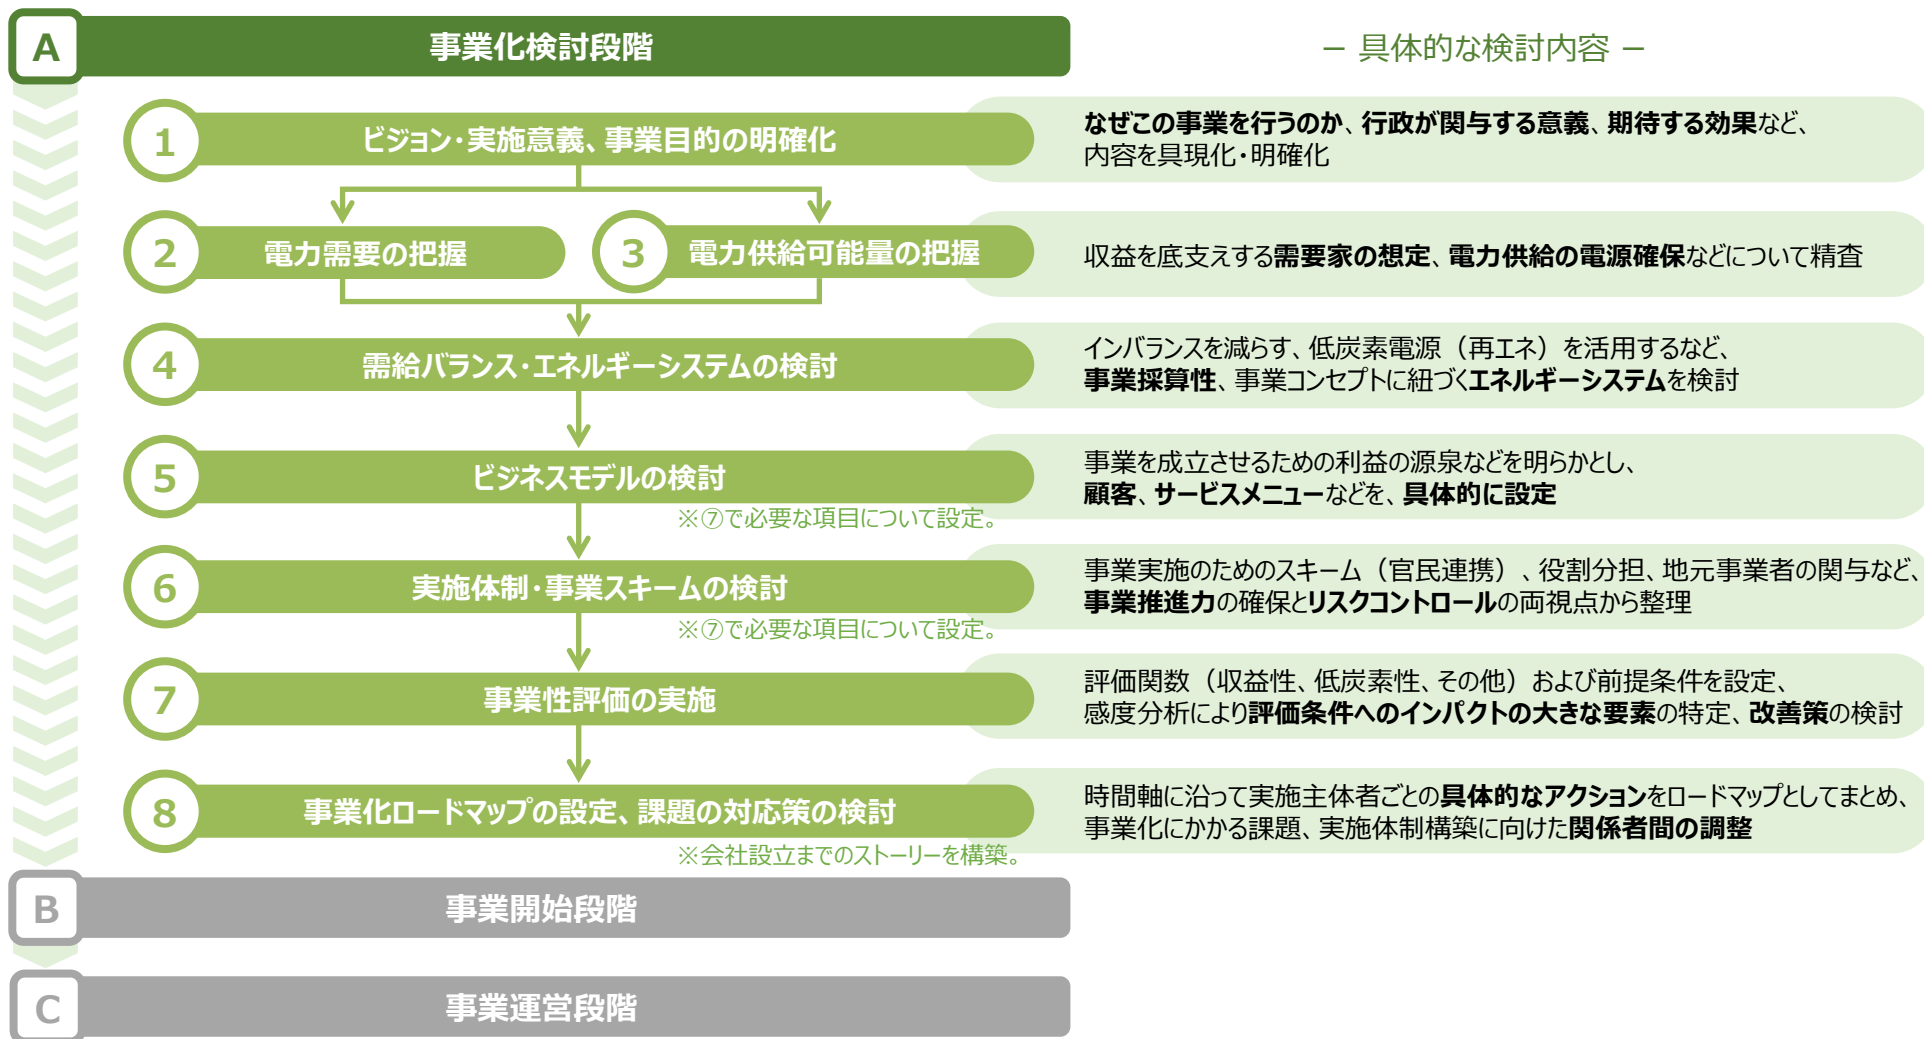 A
事業化検討段階
― 具体的な検討内容 ―
1
ビジョン・実施意義、事業目的の明確化
なぜこの事業を行うのか、行政が関与する意義、期待する効果など、
内容を具現化・明確化
2
電力需要の把握
3
電力供給可能量の把握
収益を底支えする需要家の想定、電力供給の電源確保などについて精査
4
需給バランス・エネルギーシステムの検討
インバランスを減らす、低炭素電源（再エネ）を活用するなど、
事業採算性、事業コンセプトに紐づくエネルギーシステムを検討
5
ビジネスモデルの検討
※⑦で必要な項目について設定。
事業を成立させるための利益の源泉などを明らかとし、
顧客、サービスメニューなどを、具体的に設定
6
実施体制・事業スキームの検討
※⑦で必要な項目について設定。
事業実施のためのスキーム（官民連携）、役割分担、地元事業者の関与など、
事業推進力の確保とリスクコントロールの両視点から整理
7
事業性評価の実施
評価関数（収益性、低炭素性、その他）および前提条件を設定、
感度分析により評価条件へのインパクトの大きな要素の特定、改善策の検討
8
事業化ロードマップの設定、課題の対応策の検討
※会社設立までのストーリーを構築。
時間軸に沿って実施主体者ごとの具体的なアクションをロードマップとしてまとめ、
事業化にかかる課題、実施体制構築に向けた関係者間の調整
B
事業開始段階
C
事業運営段階